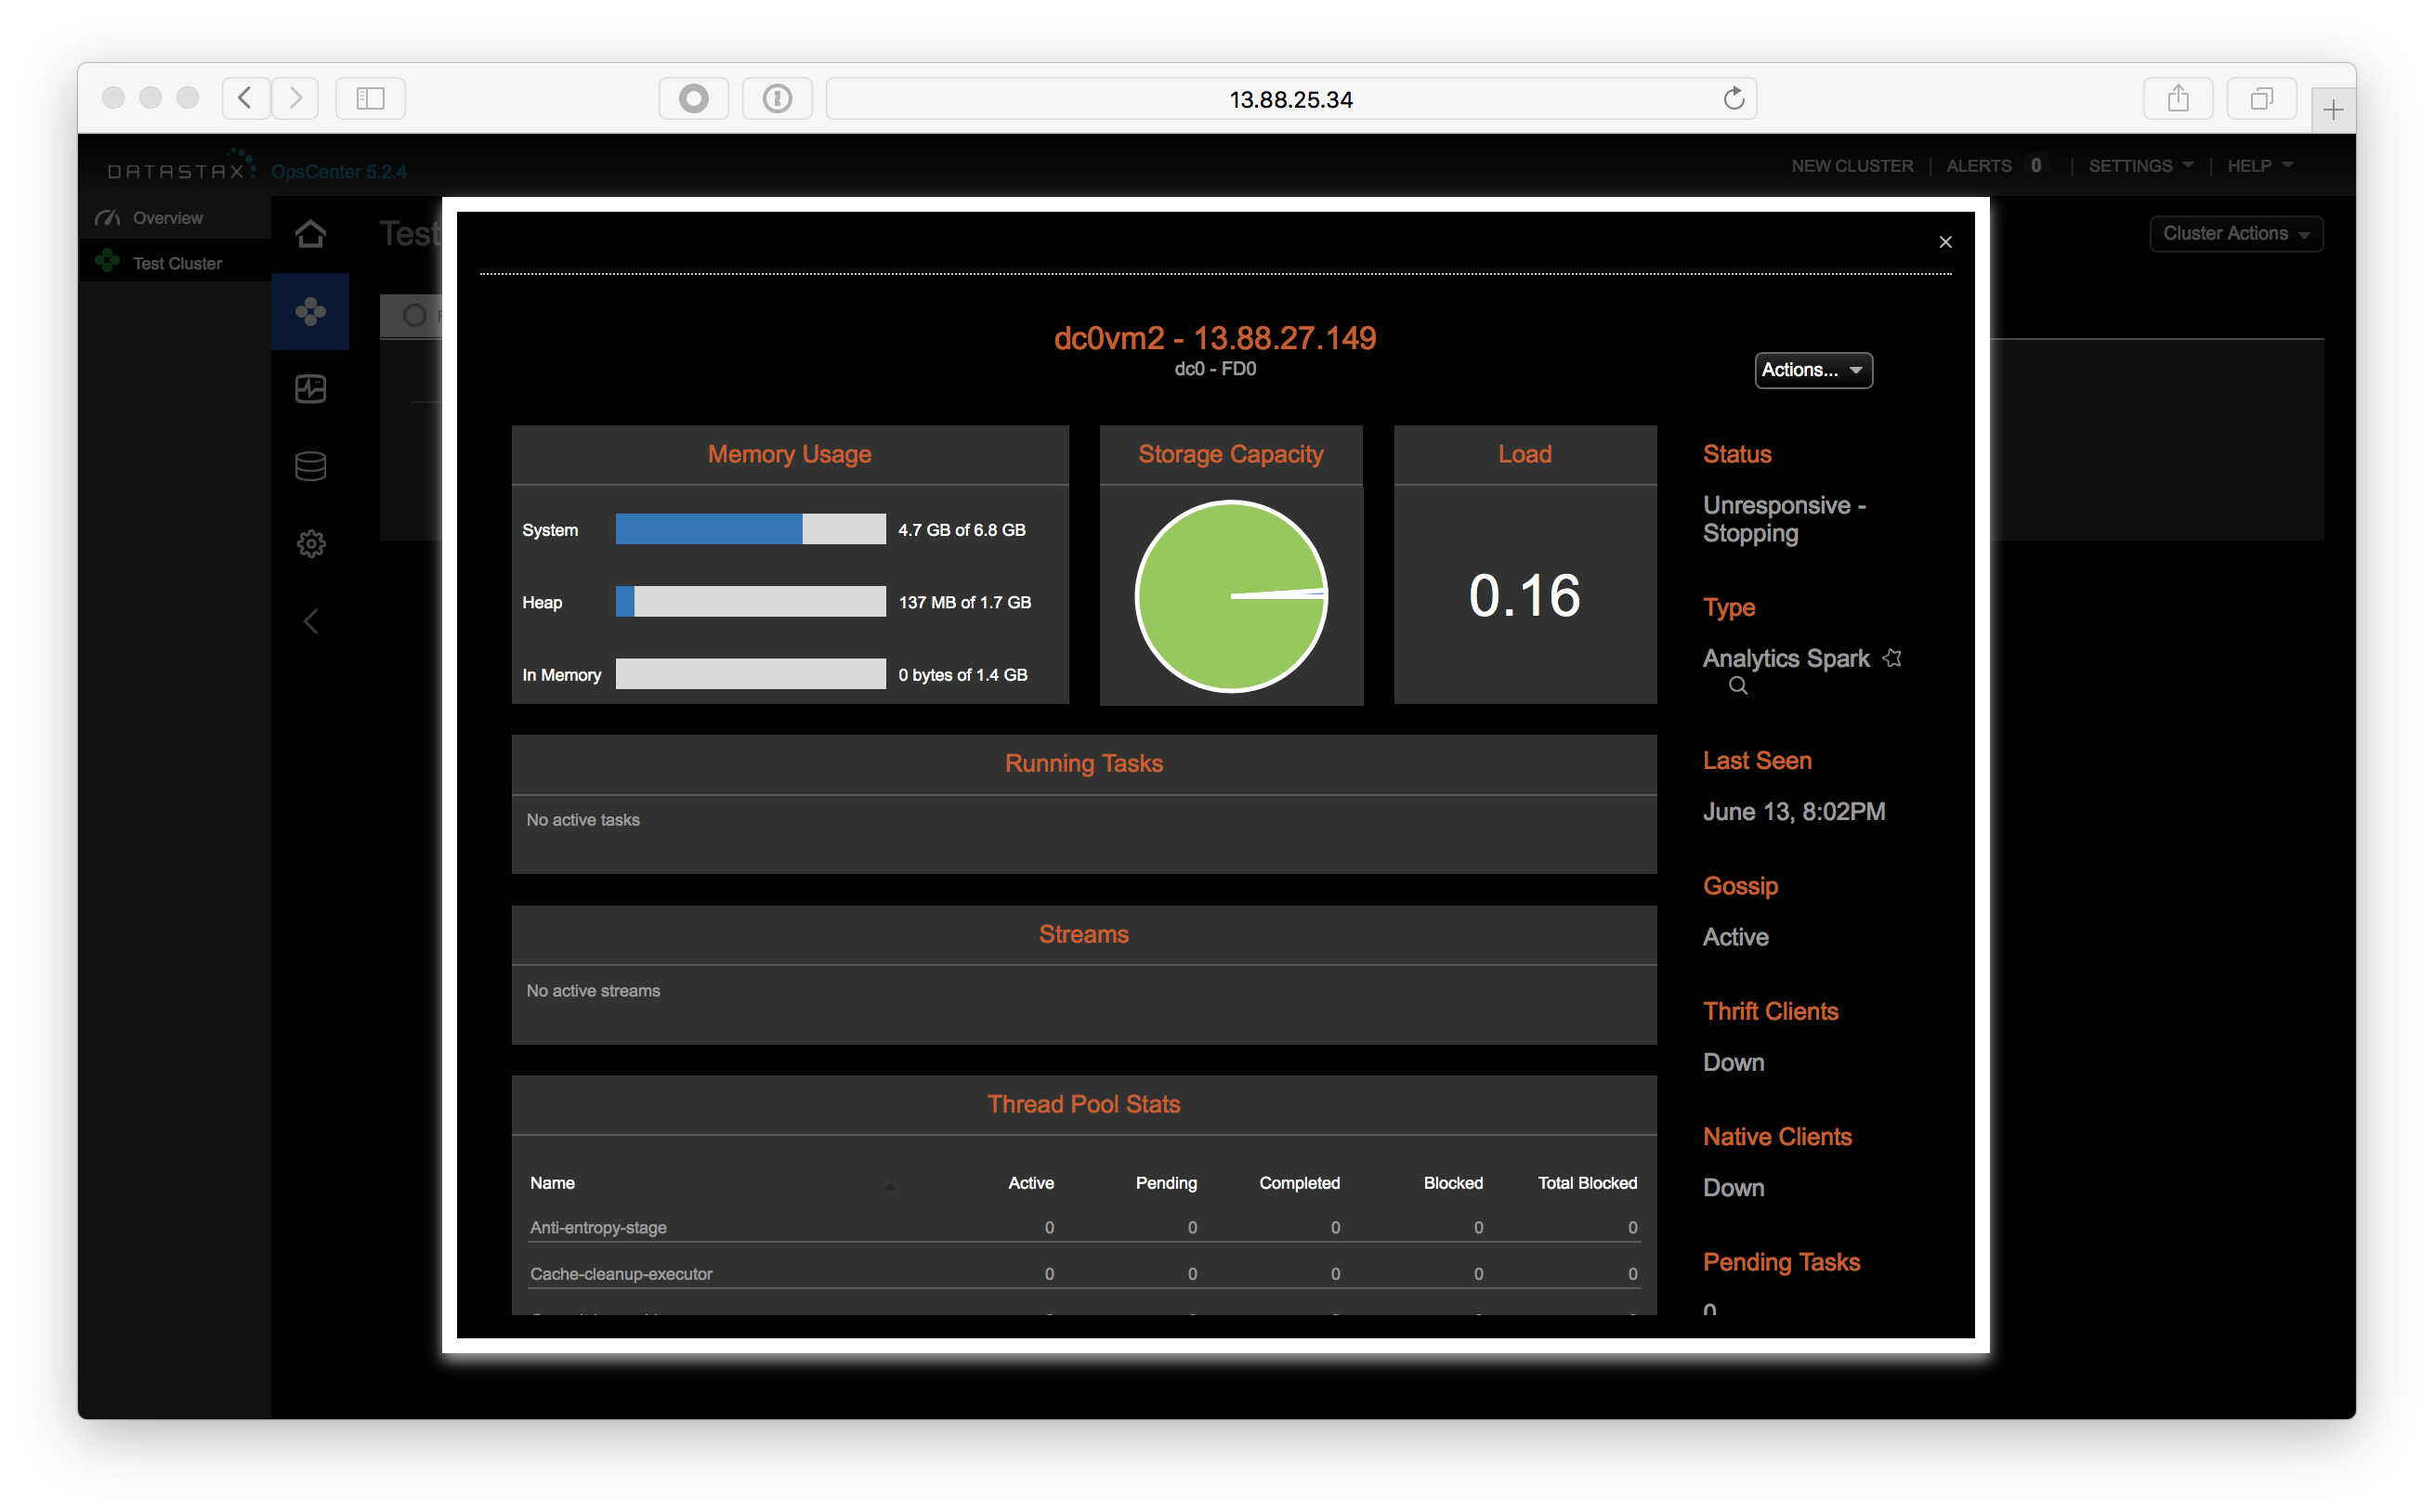 13.88.25.34
DATASTAX OpsCenter 5.2.4
NEW CLUSTER | ALERTS 0 | SETTINGS | HELP
Overview
Test Cluster
Test
Cluster Actions
dc0vm2 - 13.88.27.149
dc0 - FD0
Actions...
Memory Usage
System 4.7 GB of 6.8 GB
Heap 137 MB of 1.7 GB
In Memory 0 bytes of 1.4 GB
Storage Capacity
Load
0.16
Running Tasks
No active tasks
Streams
No active streams
Thread Pool Stats
Name Active Pending Completed Blocked Total Blocked
Anti-entropy-stage 0 0 0 0 0
Cache-cleanup-executor 0 0 0 0 0
Status
Unresponsive -
Stopping
Type
Analytics Spark
Last Seen
June 13, 8:02PM
Gossip
Active
Thrift Clients
Down
Native Clients
Down
Pending Tasks
0